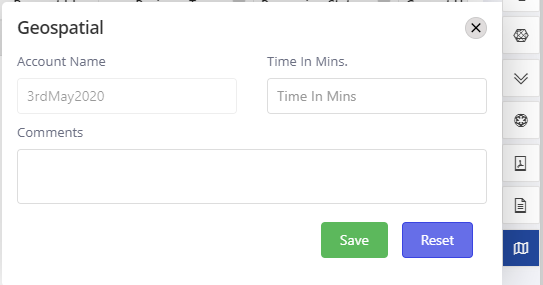 Geospatial
Account Name
Time In Mins.
3rdMay2020
Time In Mins
Comments
Save
Reset